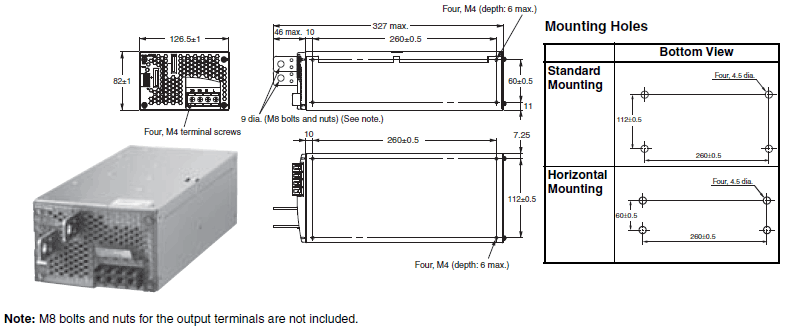 Four, M4 (depth: 6 max.)
327 max.
46 max. 10
260±0.5
126.5±1
82±1
60±0.5
11
Four, M4 terminal screws
9 dia. (M8 bolts and nuts) (See note.)
10
260±0.5
7.25
112±0.5
Four, M4 (depth: 6 max.)
Mounting Holes
Bottom View
Standard
Mounting
Four, 4.5 dia.
112±0.5
260±0.5
Horizontal
Mounting
Four, 4.5 dia.
60±0.5
260±0.5
Note: M8 bolts and nuts for the output terminals are not included.